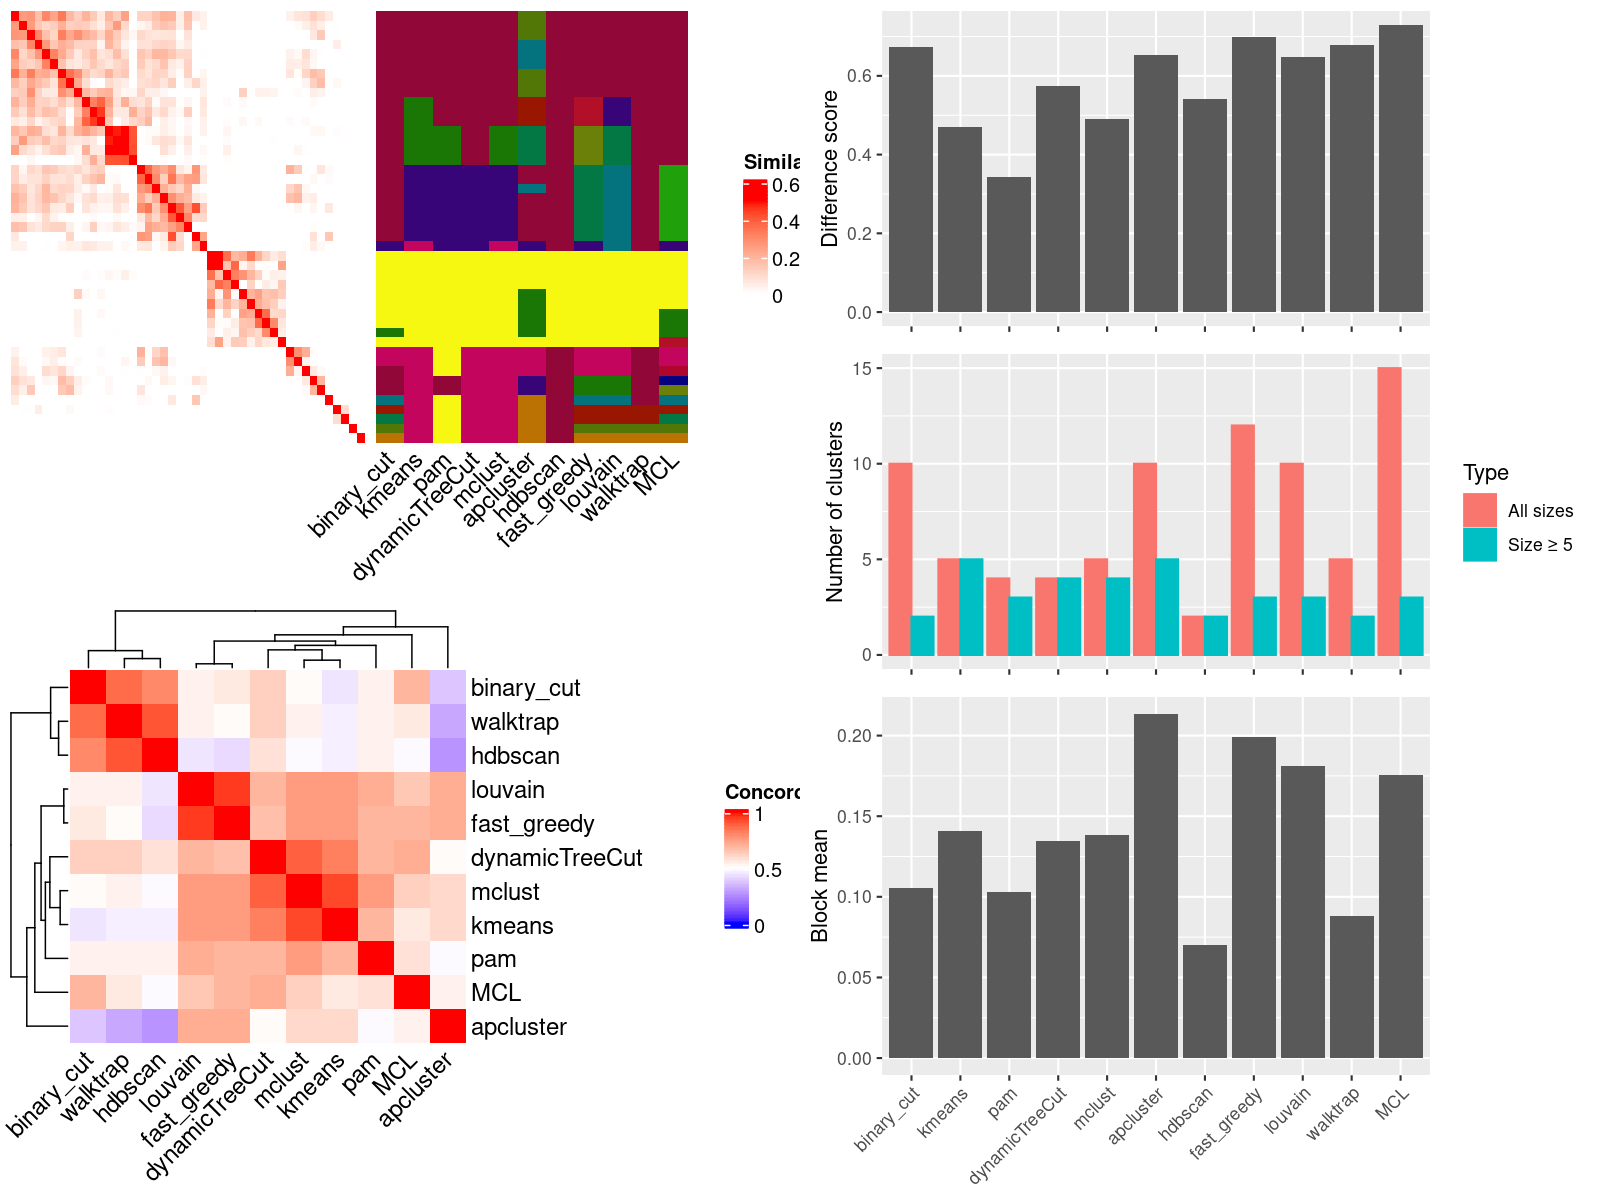 Simila
0.6
0.4
0.2
0
binary_cut
kmeans
pam
dynamicTreeCut
mclust
apcluster
hdbscan
fast_greedy
louvain
walktrap
MCL
binary_cut
walktrap
hdbscan
louvain
fast_greedy
dynamicTreeCut
mclust
kmeans
pam
MCL
apcluster
binary_cut
walktrap
hdbscan
louvain
fast_greedy
dynamicTreeCut
mclust
kmeans
pam
MCL
apcluster
Concord
1
0.5
0
Difference score
0.6
0.4
0.2
0.0
Number of clusters
15
10
5
0
Type
All sizes
Size ≥ 5
Block mean
0.20
0.15
0.10
0.05
0.00
binary_cut
kmeans
pam
dynamicTreeCut
mclust
apcluster
hdbscan
fast_greedy
louvain
walktrap
MCL